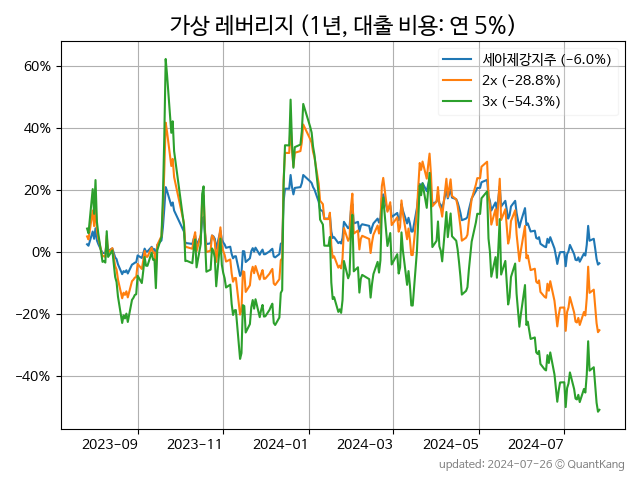 가상 레버리지 (1년, 대출 비용: 연 5%)
세아제강지주 (−6.0%)
2x (−28.8%)
3x (−54.3%)
60%
40%
20%
0%
−20%
−40%
2023-09
2023-11
2024-01
2024-03
2024-05
2024-07
updated: 2024-07-26 © QuantKang